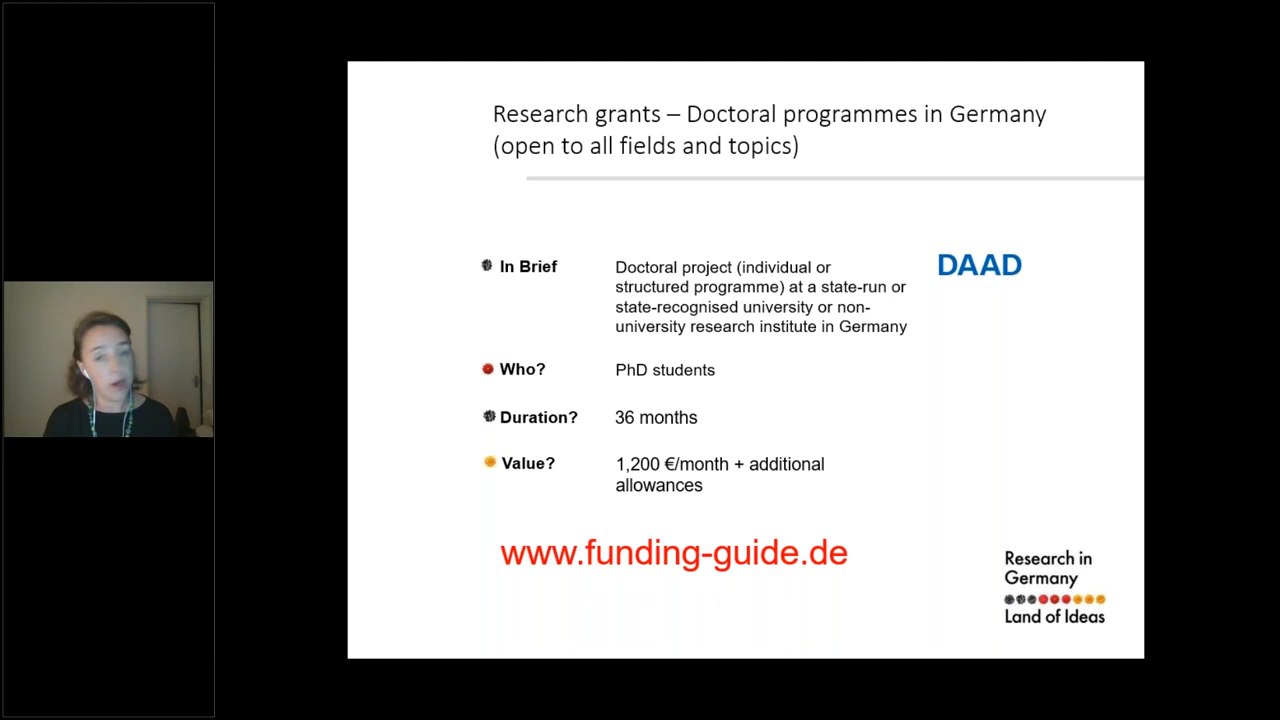 Research grants – Doctoral programmes in Germany
(open to all fields and topics)
In Brief
Doctoral project (individual or
structured programme) at a state-run or
state-recognised university or non-
university research institute in Germany
DAAD
Who?
PhD students
Duration?
36 months
Value?
1,200 €/month + additional
allowances
www.funding-guide.de
Research in
Germany
Land of Ideas